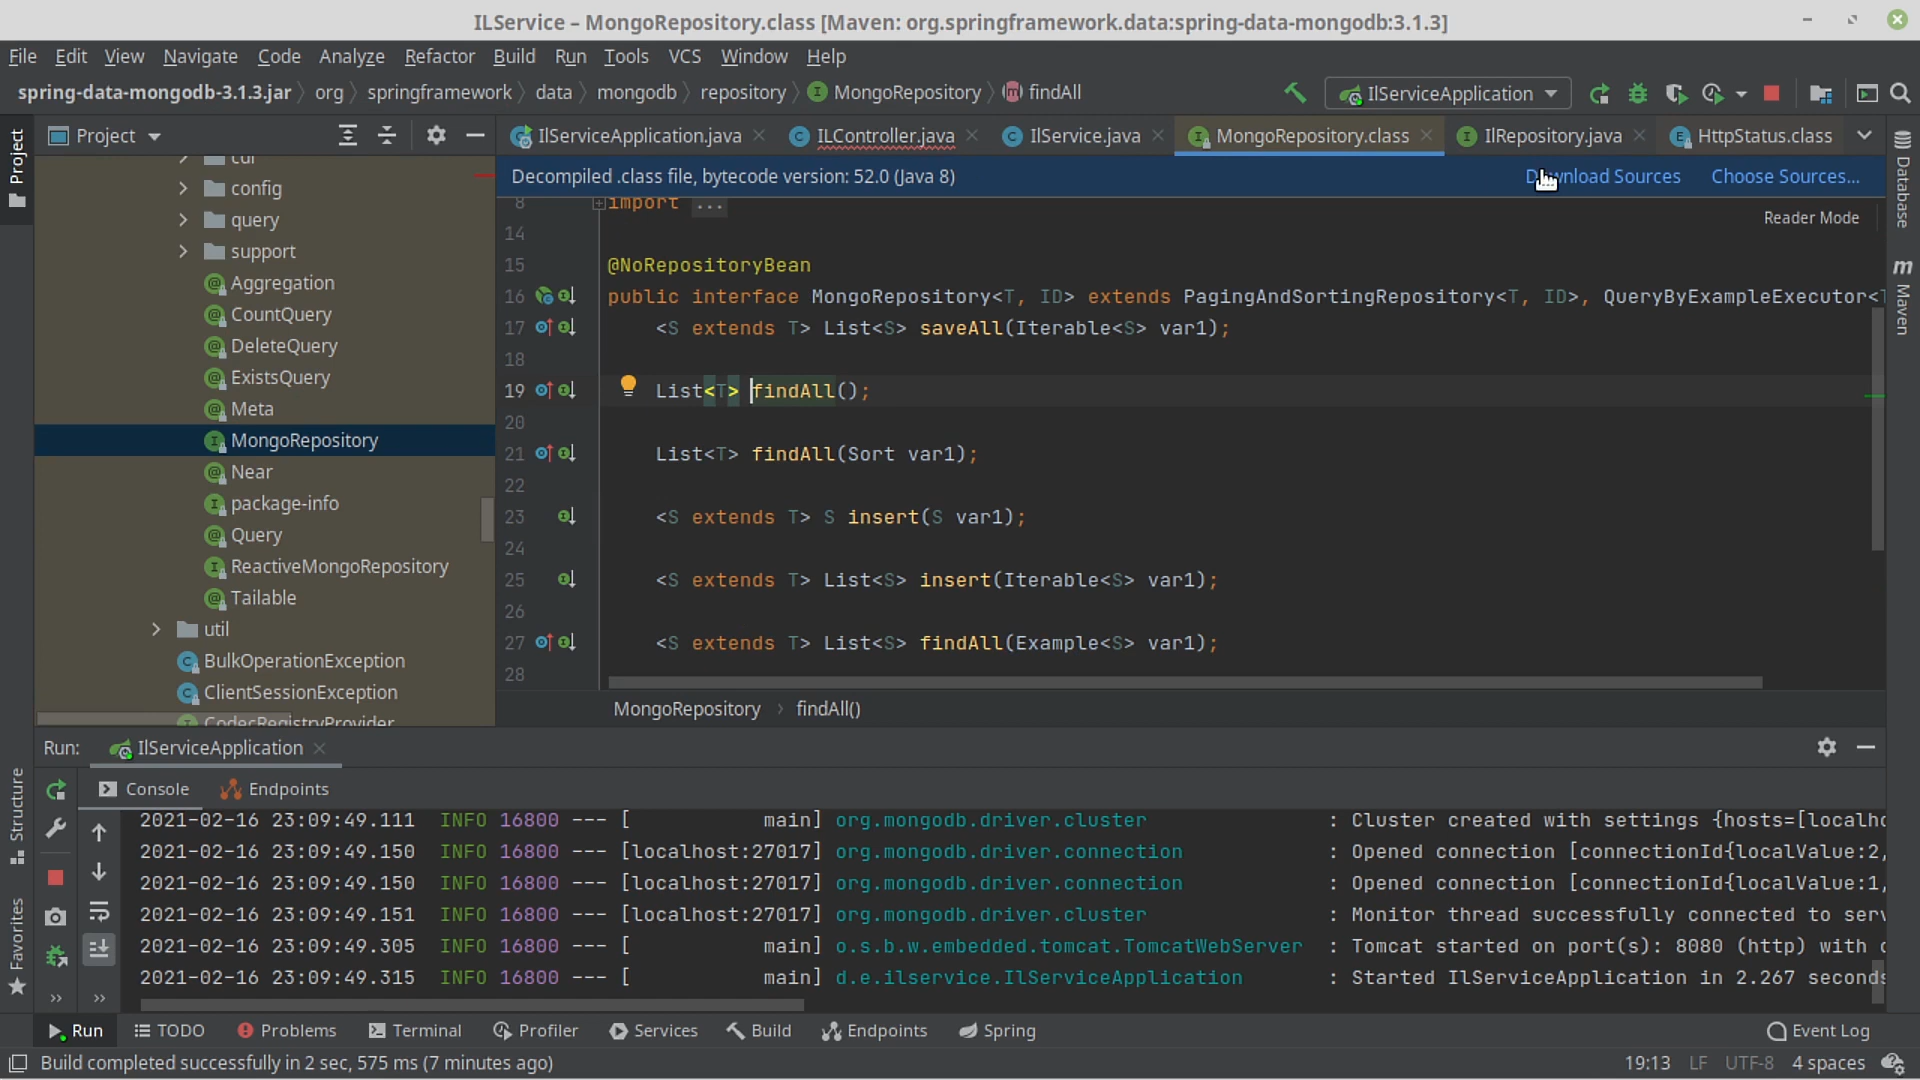 ILService – MongoRepository.class [Maven: org.springframework.data:spring-data-mongodb:3.1.3]
File Edit View Navigate Code Analyze Refactor Build Run Tools VCS Window Help
spring-data-mongodb-3.1.3.jar org springframework data mongodb repository MongoRepository findAll
IlServiceApplication
Project
Project
IlServiceApplication.java ILController.java IlService.java MongoRepository.class IlRepository.java HttpStatus.class
Decompiled .class file, bytecode version: 52.0 (Java 8) Download Sources Choose Sources...
Reader Mode
config
query
support
Aggregation
CountQuery
DeleteQuery
ExistsQuery
Meta
MongoRepository
Near
package-info
Query
ReactiveMongoRepository
Tailable
util
BulkOperationException
ClientSessionException
CodecRegistryProvider
8 import ...
14
15 @NoRepositoryBean
16 public interface MongoRepository<T, ID> extends PagingAndSortingRepository<T, ID>, QueryByExampleExecutor<T
17 <S extends T> List<S> saveAll(Iterable<S> var1);
18
19 List<T> findAll();
20
21 List<T> findAll(Sort var1);
22
23 <S extends T> S insert(S var1);
24
25 <S extends T> List<S> insert(Iterable<S> var1);
26
27 <S extends T> List<S> findAll(Example<S> var1);
28
MongoRepository findAll()
Database
m Maven
Structure
Favorites
Run: IlServiceApplication
Console Endpoints
2021-02-16 23:09:49.111 INFO 16800 --- [ main] org.mongodb.driver.cluster : Cluster created with settings {hosts=[localho
2021-02-16 23:09:49.150 INFO 16800 --- [localhost:27017] org.mongodb.driver.connection : Opened connection [connectionId{localValue:2,
2021-02-16 23:09:49.150 INFO 16800 --- [localhost:27017] org.mongodb.driver.connection : Opened connection [connectionId{localValue:1,
2021-02-16 23:09:49.151 INFO 16800 --- [localhost:27017] org.mongodb.driver.cluster : Monitor thread successfully connected to serv
2021-02-16 23:09:49.305 INFO 16800 --- [ main] o.s.b.w.embedded.tomcat.TomcatWebServer : Tomcat started on port(s): 8080 (http) with c
2021-02-16 23:09:49.315 INFO 16800 --- [ main] d.e.ilservice.IlServiceApplication : Started IlServiceApplication in 2.267 seconds
Run TODO Problems Terminal Profiler Services Build Endpoints Spring Event Log
Build completed successfully in 2 sec, 575 ms (7 minutes ago) 19:13 LF UTF-8 4 spaces